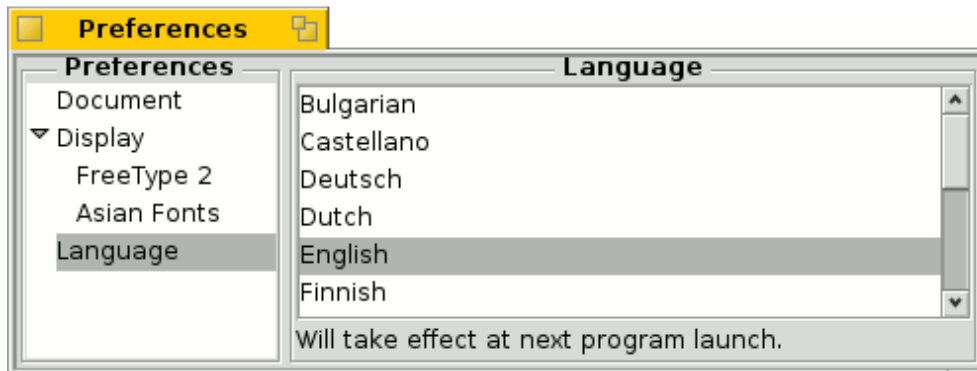 Preferences
Preferences
Document
Display
FreeType 2
Asian Fonts
Language
Language
Bulgarian
Castellano
Deutsch
Dutch
English
Finnish
Will take effect at next program launch.